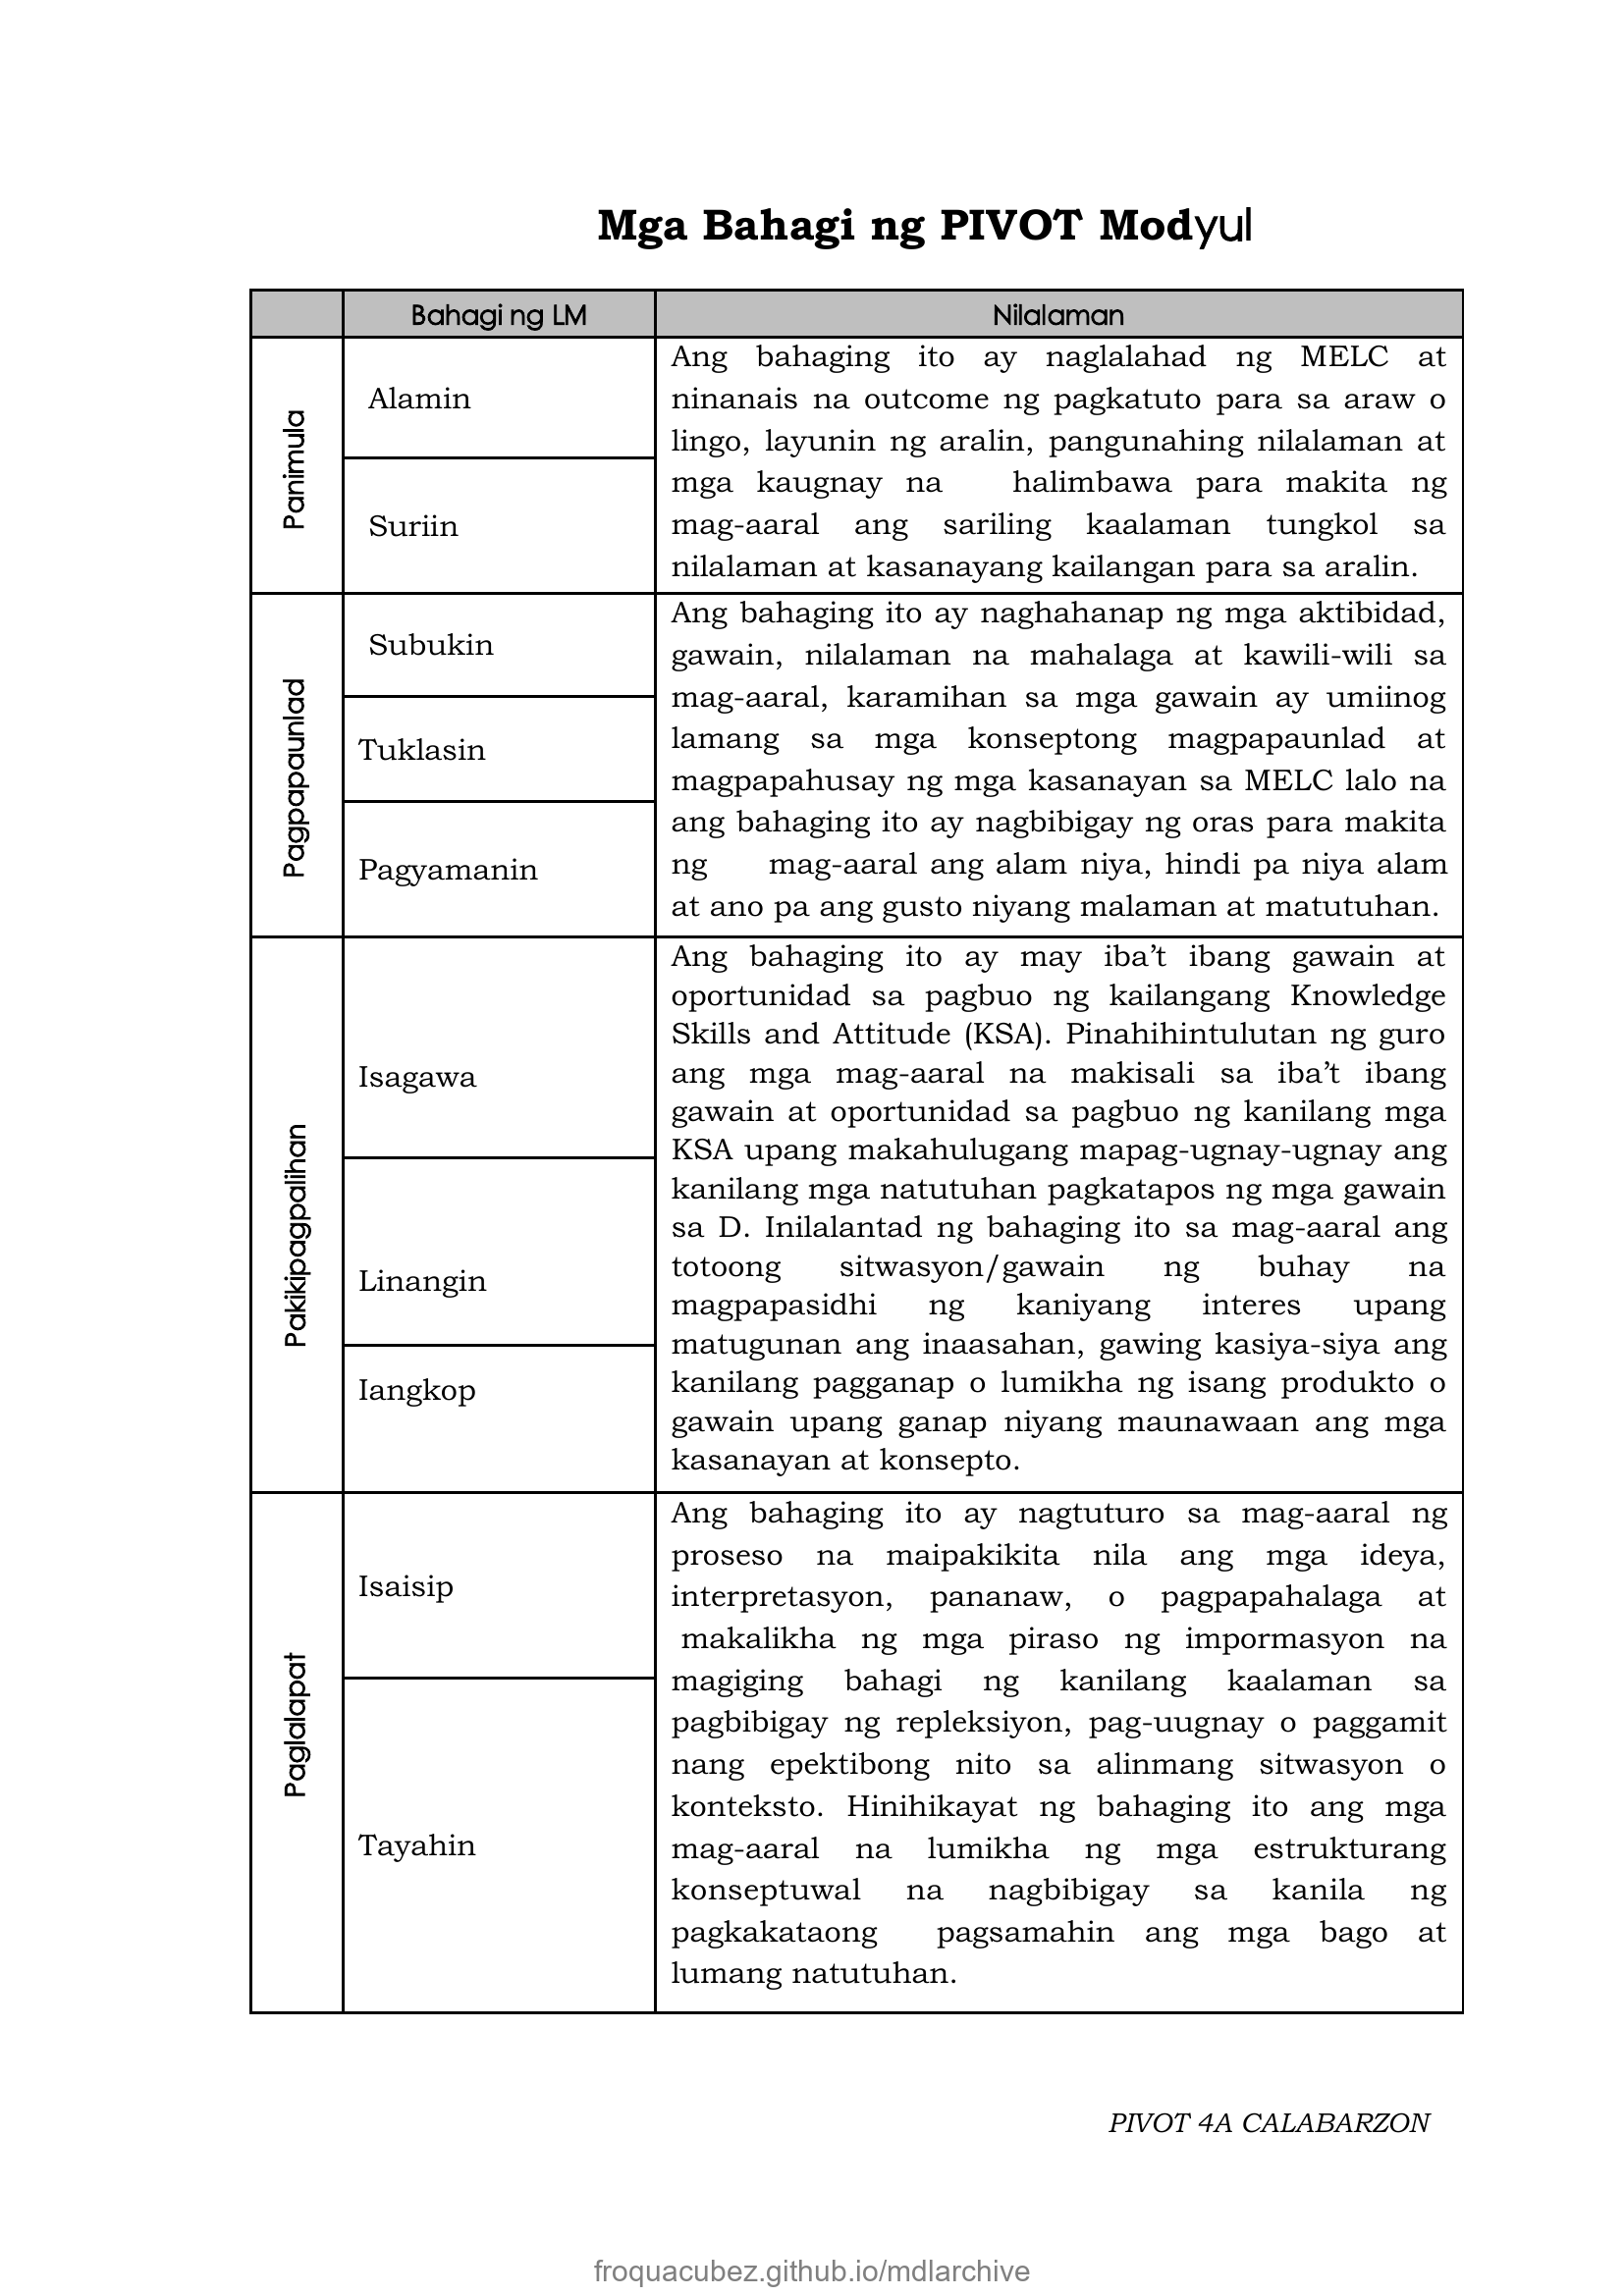 Mga Bahagi ng PIVOT Modyul
Bahagi ng LM
Nilalaman
Panimula
Alamin
Suriin
Ang bahaging ito ay naglalahad ng MELC at
ninanais na outcome ng pagkatuto para sa araw o
lingo, layunin ng aralin, pangunahing nilalaman at
mga kaugnay na halimbawa para makita ng
mag-aaral ang sariling kaalaman tungkol sa
nilalaman at kasanayang kailangan para sa aralin.
Pagpapaunlad
Subukin
Tuklasin
Pagyamanin
Ang bahaging ito ay naghahanap ng mga aktibidad,
gawain, nilalaman na mahalaga at kawili-wili sa
mag-aaral, karamihan sa mga gawain ay umiinog
lamang sa mga konseptong magpapaunlad at
magpapahusay ng mga kasanayan sa MELC lalo na
ang bahaging ito ay nagbibigay ng oras para makita
ng mag-aaral ang alam niya, hindi pa niya alam
at ano pa ang gusto niyang malaman at matutuhan.
Pakikipagpalihan
Isagawa
Linangin
Iangkop
Ang bahaging ito ay may iba’t ibang gawain at
oportunidad sa pagbuo ng kailangang Knowledge
Skills and Attitude (KSA). Pinahihintulutan ng guro
ang mga mag-aaral na makisali sa iba’t ibang
gawain at oportunidad sa pagbuo ng kanilang mga
KSA upang makahulugang mapag-ugnay-ugnay ang
kanilang mga natutuhan pagkatapos ng mga gawain
sa D. Inilalantad ng bahaging ito sa mag-aaral ang
totoong sitwasyon/gawain ng buhay na
magpapasidhi ng kaniyang interes upang
matugunan ang inaasahan, gawing kasiya-siya ang
kanilang pagganap o lumikha ng isang produkto o
gawain upang ganap niyang maunawaan ang mga
kasanayan at konsepto.
Paglalapat
Isaisip
Tayahin
Ang bahaging ito ay nagtuturo sa mag-aaral ng
proseso na maipakikita nila ang mga ideya,
interpretasyon, pananaw, o pagpapahalaga at
makalikha ng mga piraso ng impormasyon na
magiging bahagi ng kanilang kaalaman sa
pagbibigay ng repleksiyon, pag-uugnay o paggamit
nang epektibong nito sa alinmang sitwasyon o
konteksto. Hinihikayat ng bahaging ito ang mga
mag-aaral na lumikha ng mga estrukturang
konseptuwal na nagbibigay sa kanila ng
pagkakataong pagsamahin ang mga bago at
lumang natutuhan.
PIVOT 4A CALABARZON
froquacubez.github.io/mdlarchive